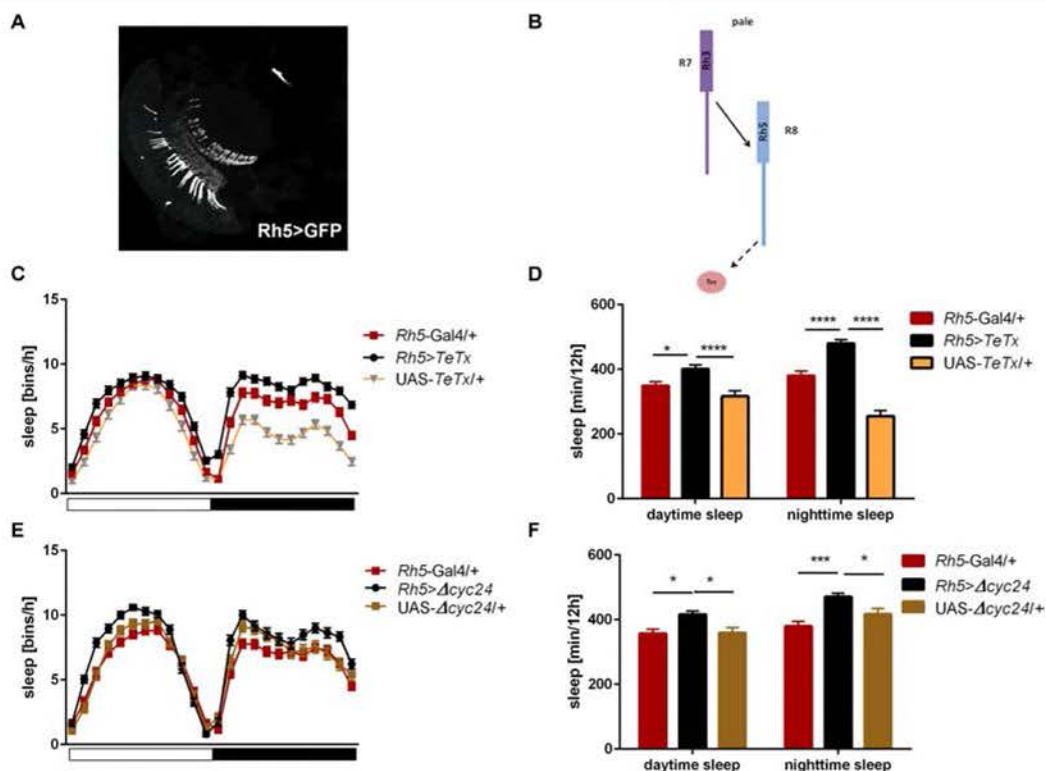 A
Rh5>GFP
B
pale
R7
Rh3
Rh5
R8
C
15
10
5
0
sleep [bins/h]
Rh5-Gal4/+
Rh5>TeTx
UAS-TeTx/+
D
600
400
200
0
sleep [min/12h]
* **** **** ****
daytime sleep nighttime sleep
Rh5-Gal4/+
Rh5>TeTx
UAS-TeTx/+
E
15
10
5
0
sleep [bins/h]
Rh5-Gal4/+
Rh5>Δcyc24
UAS-Δcyc24/+
F
600
400
200
0
sleep [min/12h]
* * *** *
daytime sleep nighttime sleep
Rh5-Gal4/+
Rh5>Δcyc24
UAS-Δcyc24/+